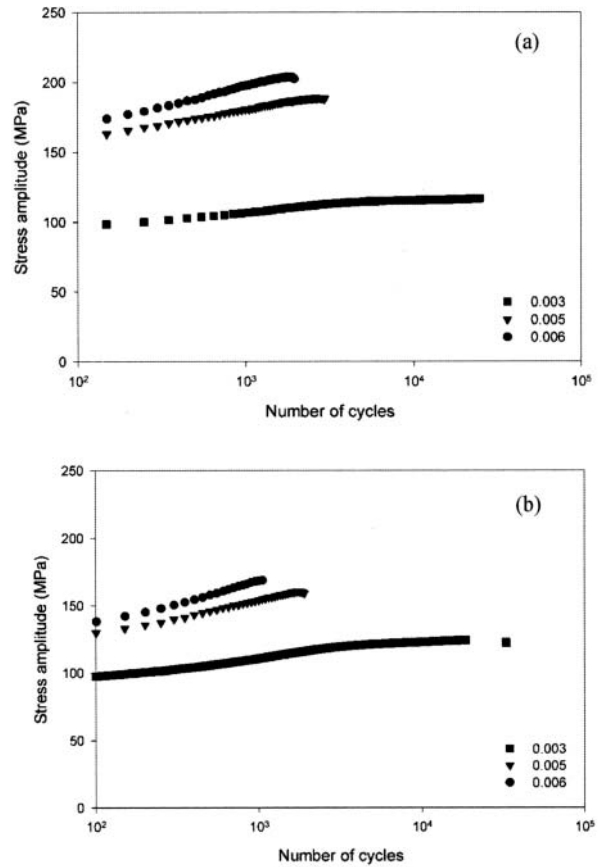 250
(a)
200
150
100
50
0
Stress amplitude (MPa)
■ 0.003
▼ 0.005
● 0.006
10² 10³ 10⁴ 10⁵
Number of cycles
250
(b)
200
150
100
50
0
Stress amplitude (MPa)
■ 0.003
▼ 0.005
● 0.006
10² 10³ 10⁴ 10⁵
Number of cycles